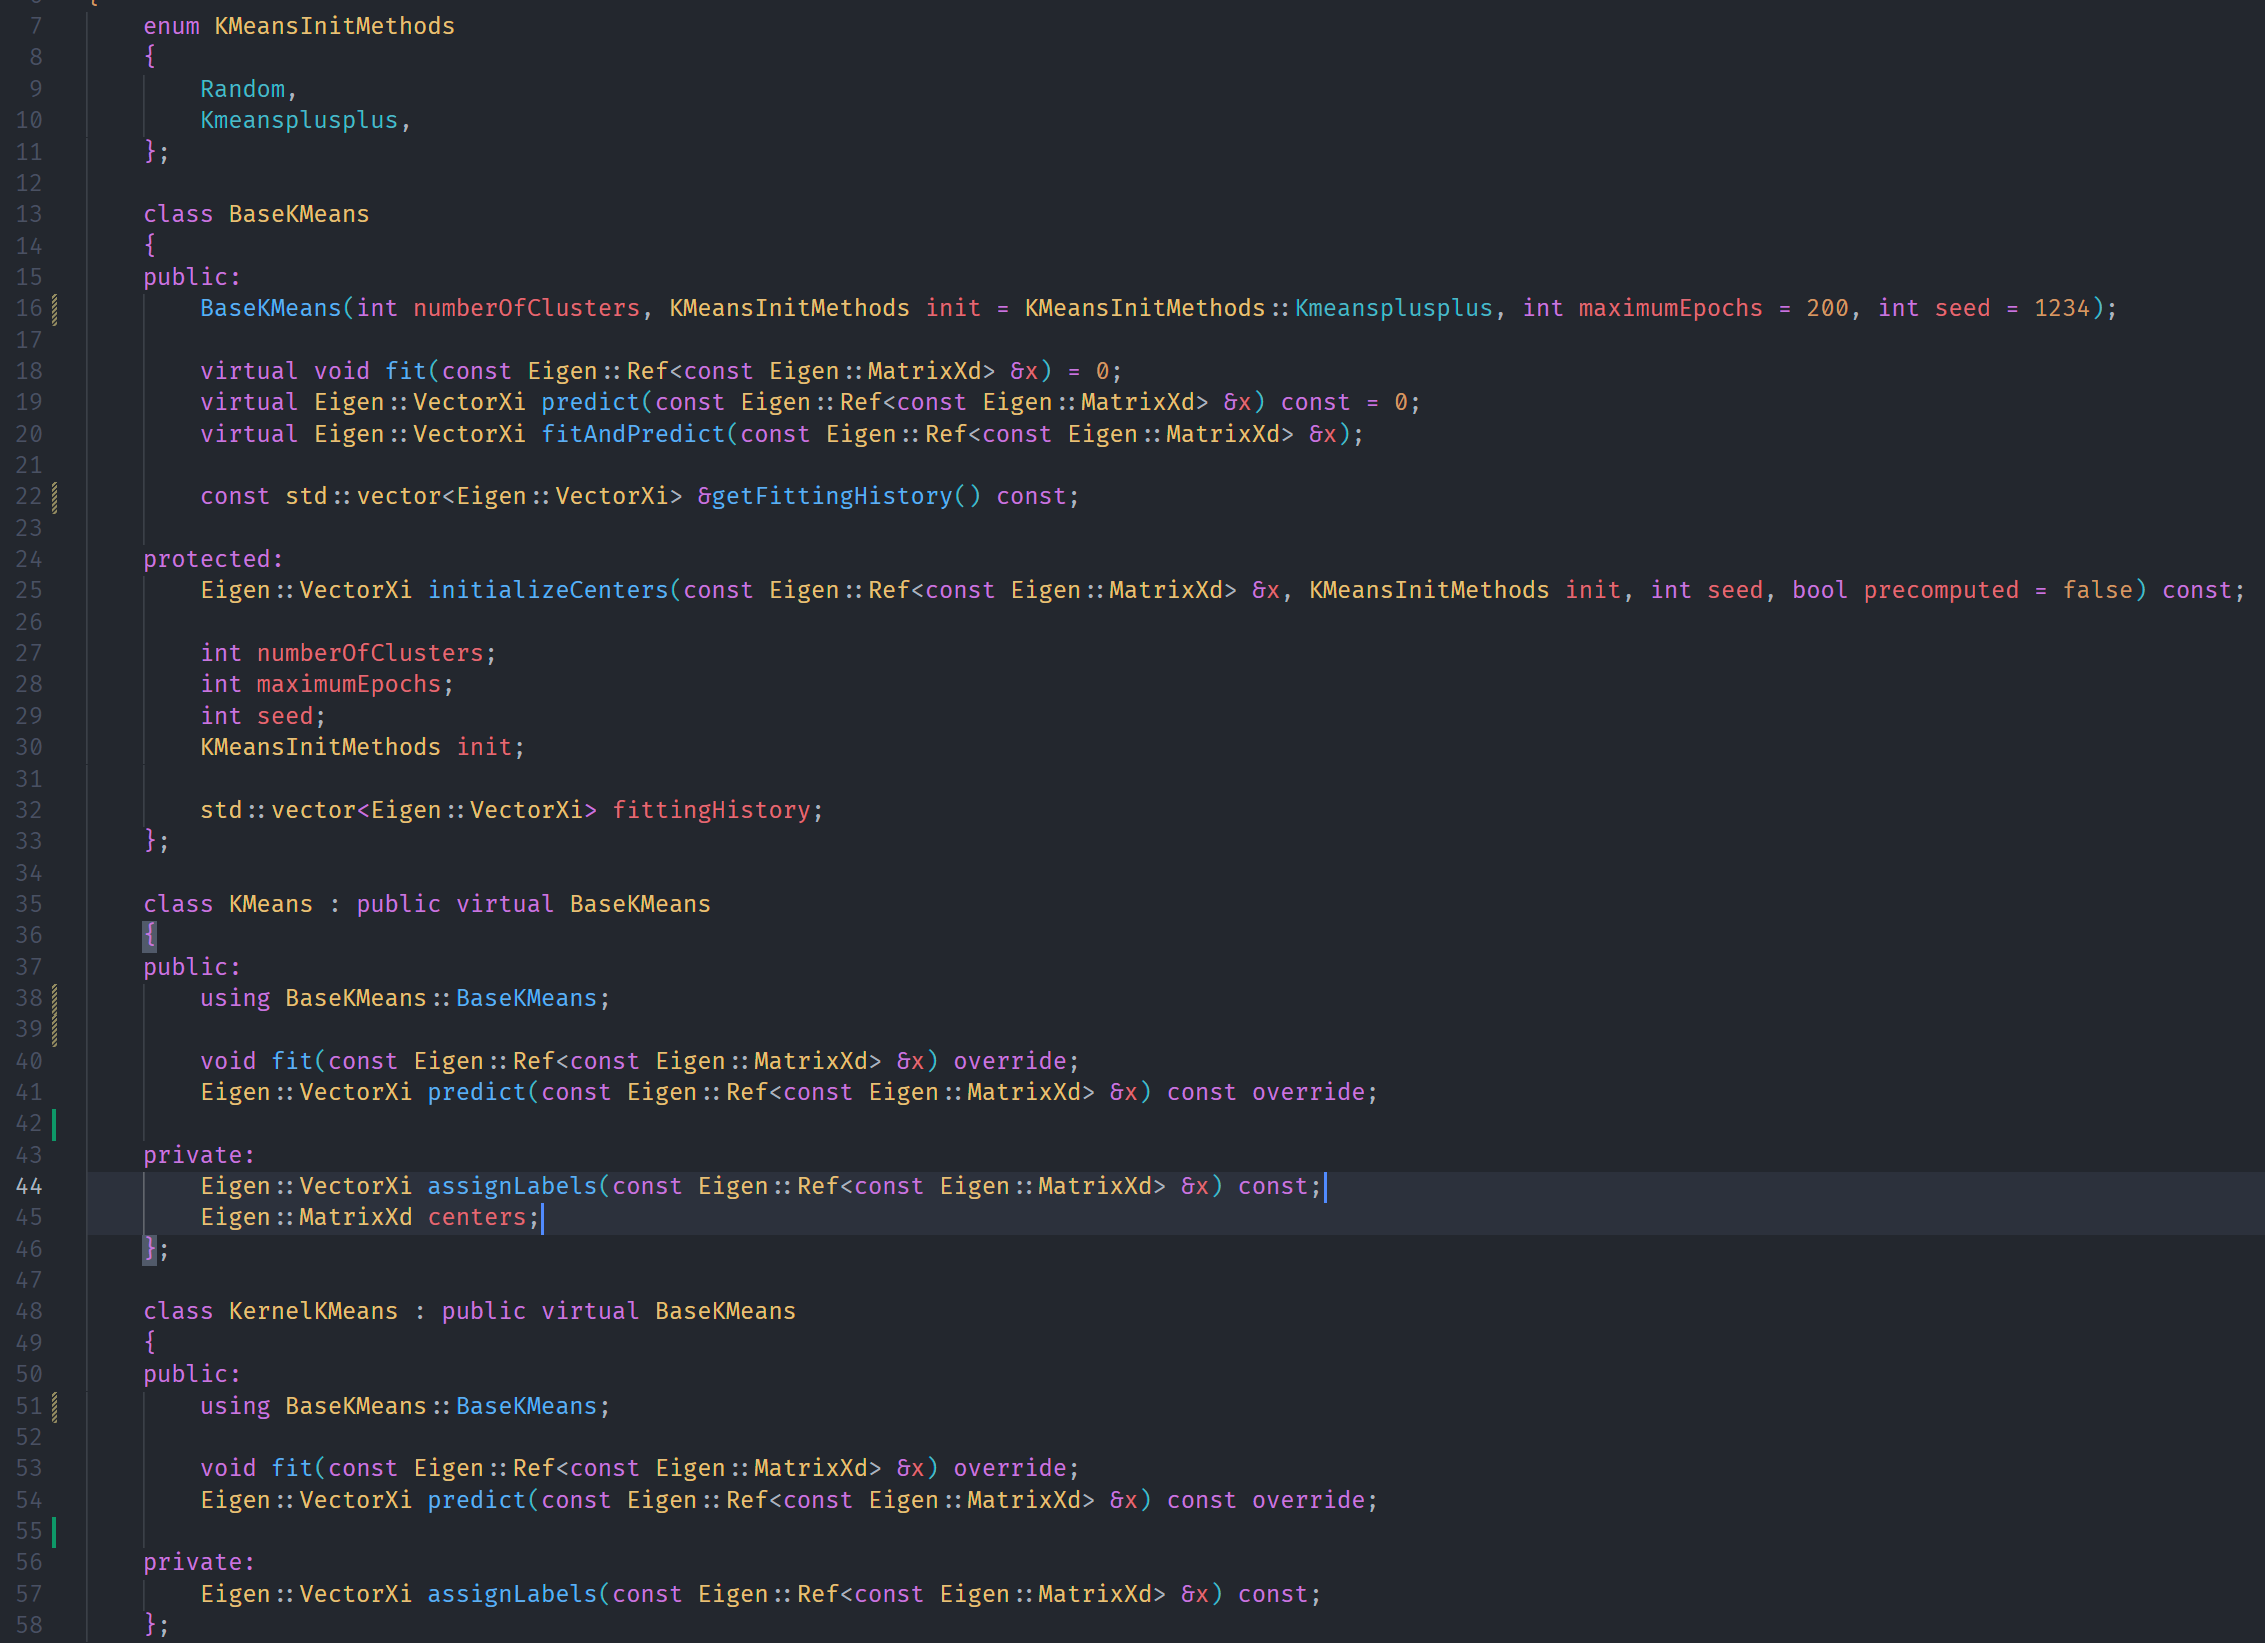 7 enum KMeansInitMethods
8 {
9 Random,
10 Kmeansplusplus,
11 };
12
13 class BaseKMeans
14 {
15 public:
16 BaseKMeans(int numberOfClusters, KMeansInitMethods init = KMeansInitMethods::Kmeansplusplus, int maximumEpochs = 200, int seed = 1234);
17
18 virtual void fit(const Eigen::Ref<const Eigen::MatrixXd> &x) = 0;
19 virtual Eigen::VectorXi predict(const Eigen::Ref<const Eigen::MatrixXd> &x) const = 0;
20 virtual Eigen::VectorXi fitAndPredict(const Eigen::Ref<const Eigen::MatrixXd> &x);
21
22 const std::vector<Eigen::VectorXi> &getFittingHistory() const;
23
24 protected:
25 Eigen::VectorXi initializeCenters(const Eigen::Ref<const Eigen::MatrixXd> &x, KMeansInitMethods init, int seed, bool precomputed = false) const;
26
27 int numberOfClusters;
28 int maximumEpochs;
29 int seed;
30 KMeansInitMethods init;
31
32 std::vector<Eigen::VectorXi> fittingHistory;
33 };
34
35 class KMeans : public virtual BaseKMeans
36 {
37 public:
38 using BaseKMeans::BaseKMeans;
39
40 void fit(const Eigen::Ref<const Eigen::MatrixXd> &x) override;
41 Eigen::VectorXi predict(const Eigen::Ref<const Eigen::MatrixXd> &x) const override;
42
43 private:
44 Eigen::VectorXi assignLabels(const Eigen::Ref<const Eigen::MatrixXd> &x) const;
45 Eigen::MatrixXd centers;
46 };
47
48 class KernelKMeans : public virtual BaseKMeans
49 {
50 public:
51 using BaseKMeans::BaseKMeans;
52
53 void fit(const Eigen::Ref<const Eigen::MatrixXd> &x) override;
54 Eigen::VectorXi predict(const Eigen::Ref<const Eigen::MatrixXd> &x) const override;
55
56 private:
57 Eigen::VectorXi assignLabels(const Eigen::Ref<const Eigen::MatrixXd> &x) const;
58 };